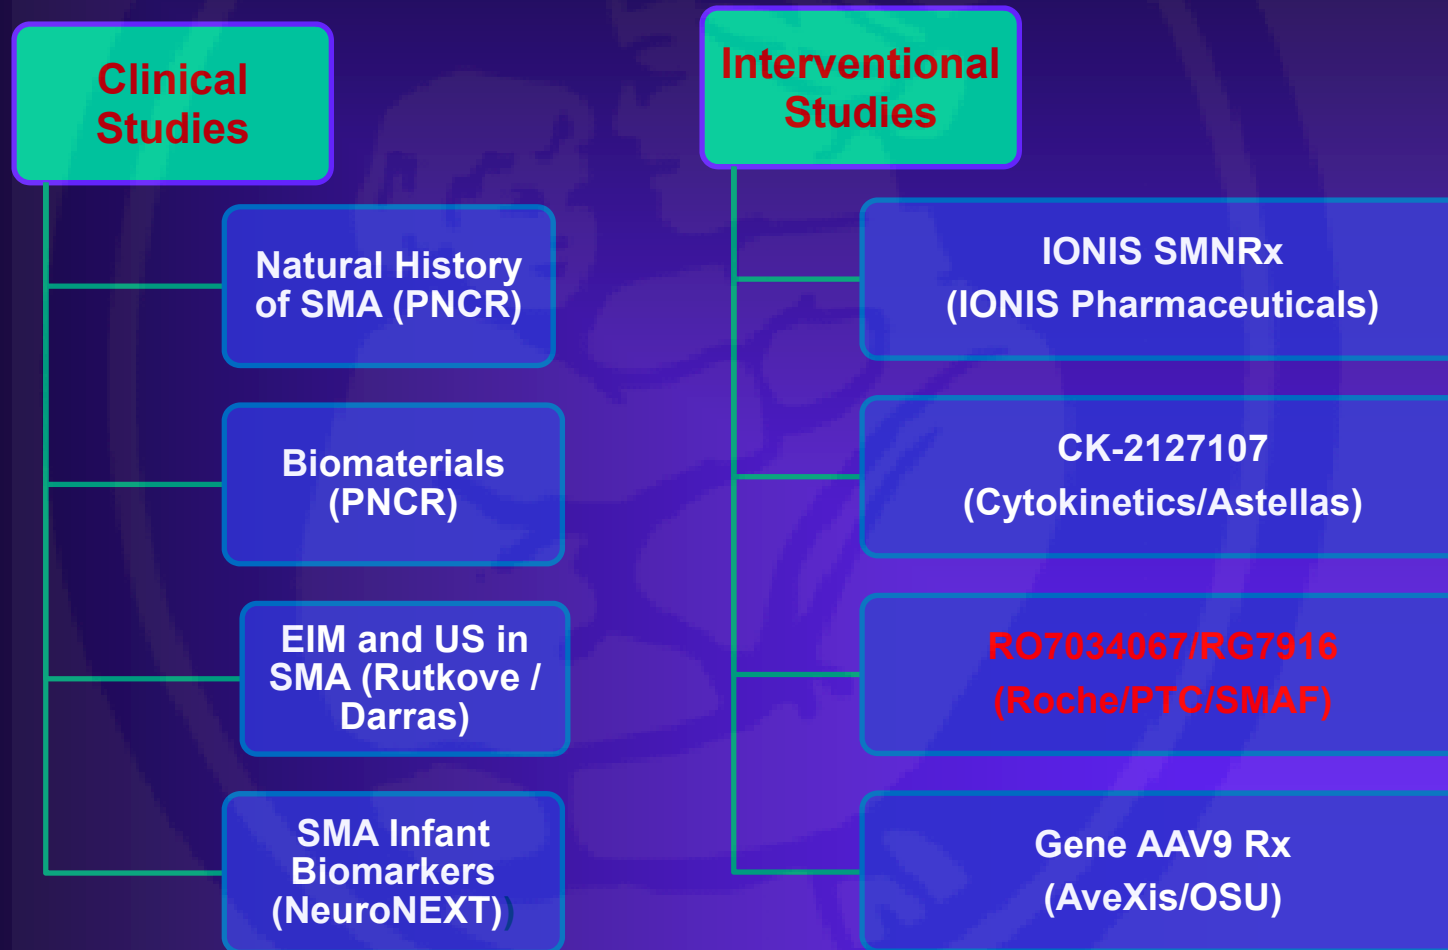 Clinical
Studies
Natural History
of SMA (PNCR)
Biomaterials
(PNCR)
EIM and US in
SMA (Rutkove /
Darras)
SMA Infant
Biomarkers
(NeuroNEXT))
Interventional
Studies
IONIS SMNRx
(IONIS Pharmaceuticals)
CK-2127107
(Cytokinetics/Astellas)
RO7034067/RG7916
(Roche/PTC/SMAF)
Gene AAV9 Rx
(AveXis/OSU)